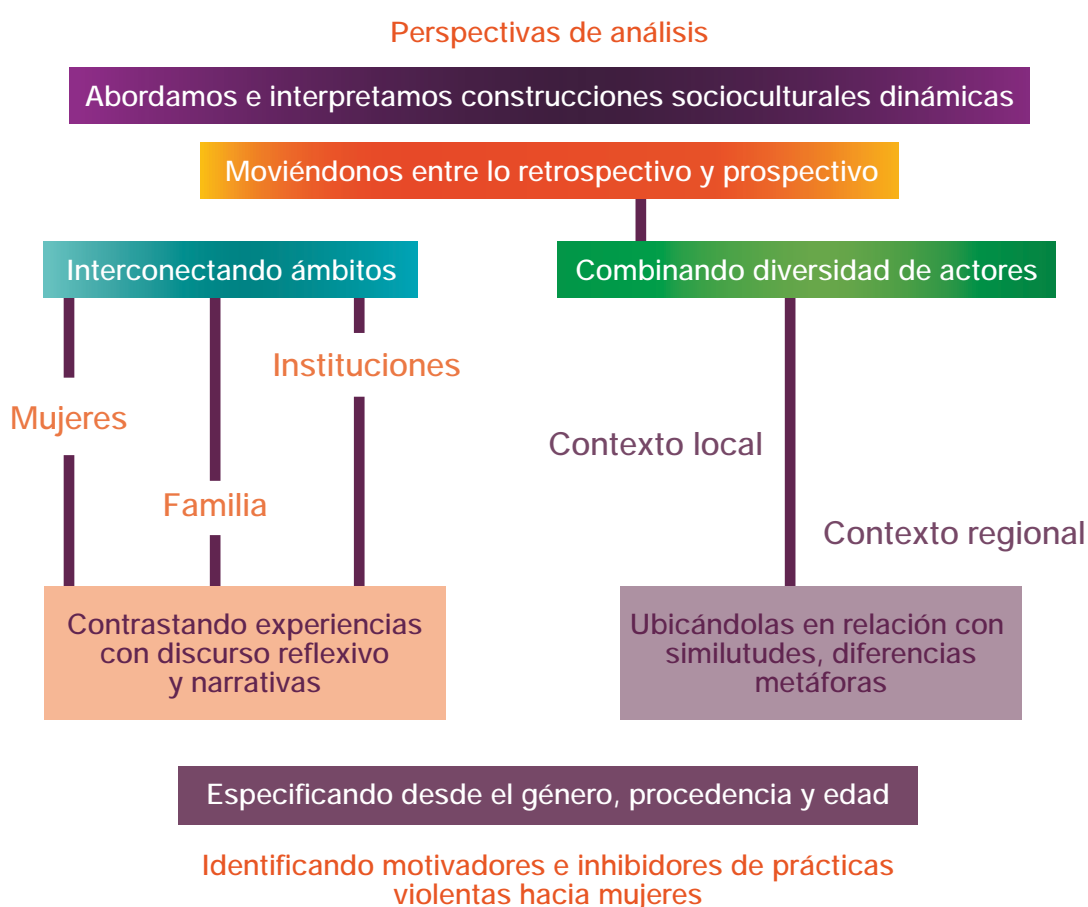 Perspectivas de análisis
Abordamos e interpretamos construcciones socioculturales dinámicas
Moviéndonos entre lo retrospectivo y prospectivo
Interconectando ámbitos
Combinando diversidad de actores
Instituciones
Mujeres
Contexto local
Familia
Contexto regional
Contrastando experiencias
con discurso reflexivo
y narrativas
Ubicándolas en relación con
similutudes, diferencias
metáforas
Especificando desde el género, procedencia y edad
Identificando motivadores e inhibidores de prácticas
violentas hacia mujeres